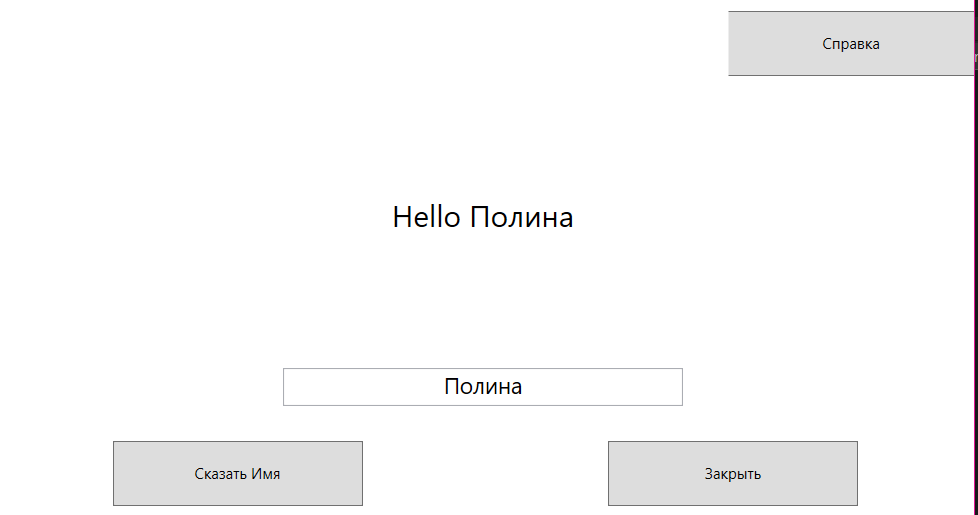 Справка
Hello Полина
Полина
Сказать Имя
Закрыть